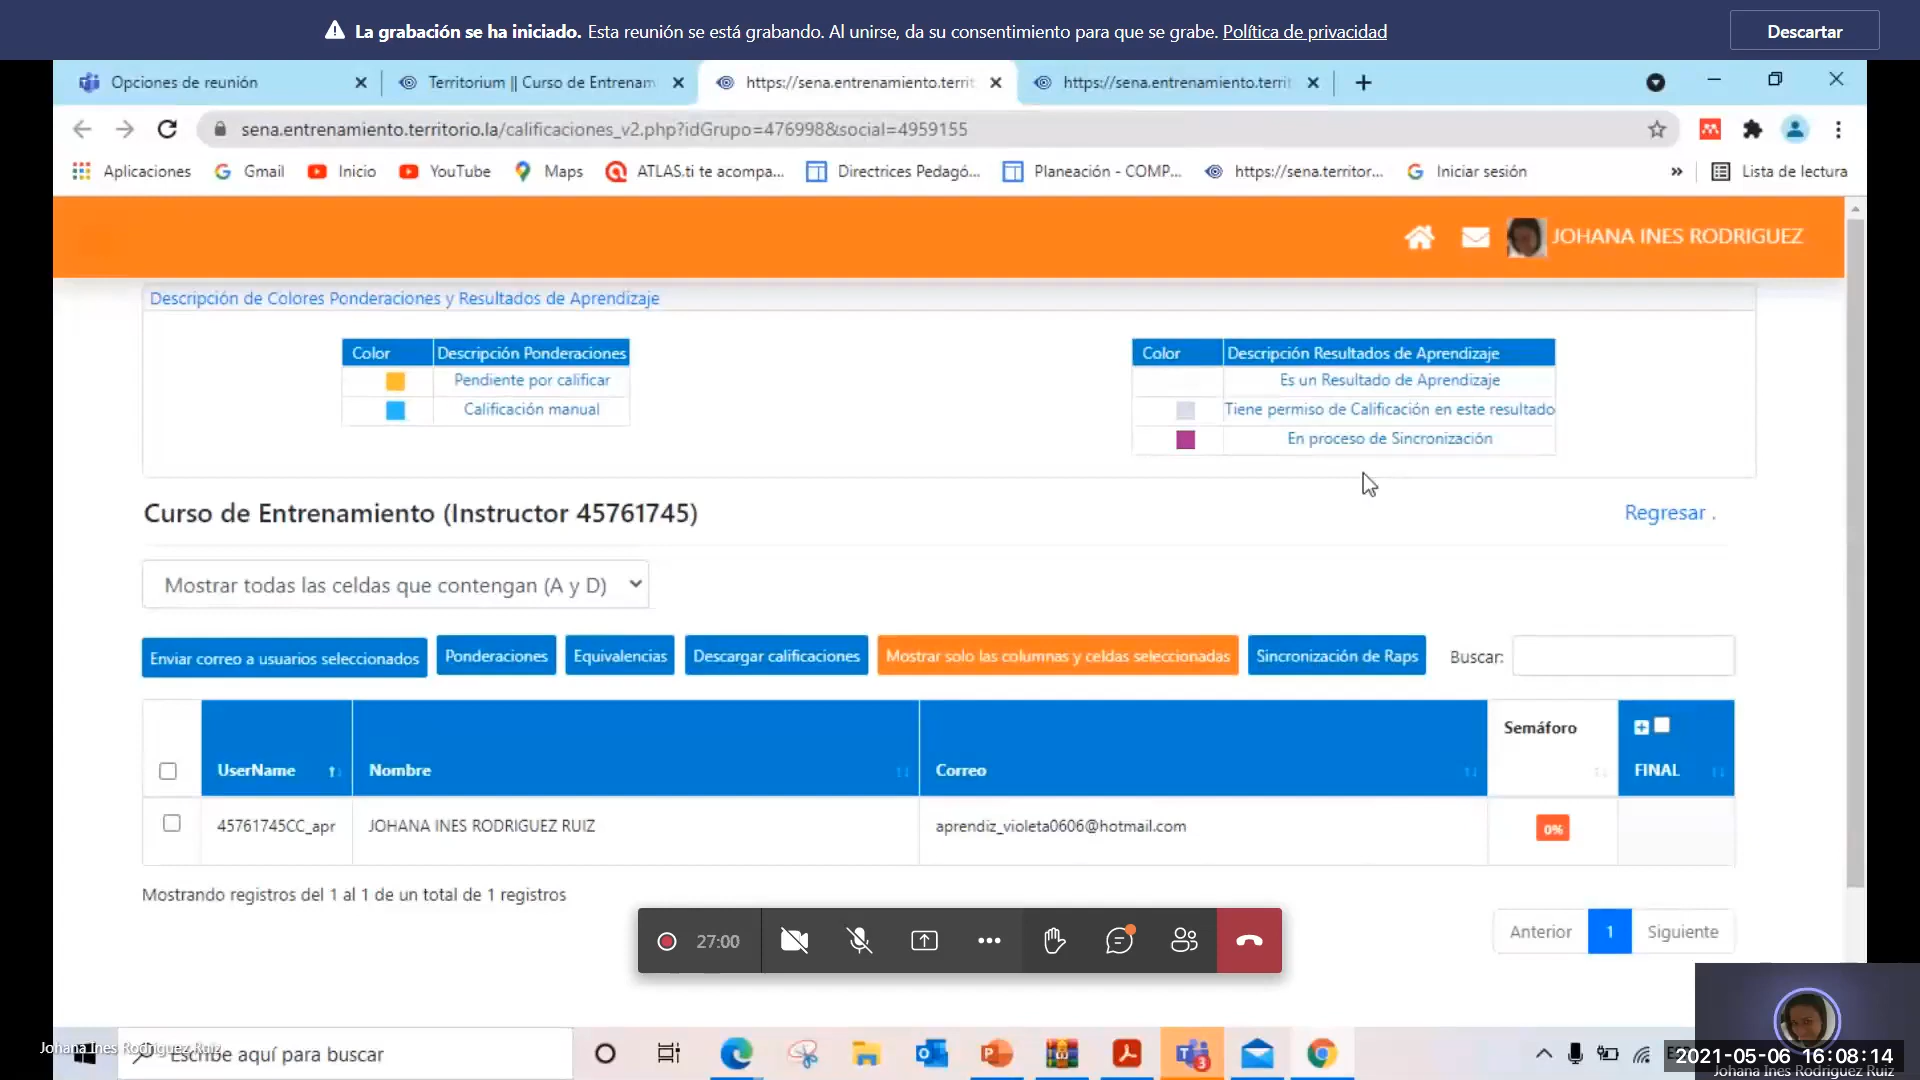 La grabación se ha iniciado. Esta reunión se está grabando. Al unirse, da su consentimiento para que se grabe. Política de privacidad
Descartar
Opciones de reunión
Territorium || Curso de Entrenam
https://sena.entrenamiento.territ
https://sena.entrenamiento.terri
sena.entrenamiento.territorio.la/calificaciones_v2.php?idGrupo=476998&social=4959155
Aplicaciones
Gmail
Inicio
YouTube
Maps
ATLAS.ti te acompa...
Directrices Pedagó...
Planeación - COMP...
https://sena.territor...
Iniciar sesión
»
Lista de lectura
JOHANA INES RODRIGUEZ
Descripción de Colores Ponderaciones y Resultados de Aprendizaje
Color Descripción Ponderaciones
Pendiente por calificar
Calificación manual
Color Descripción Resultados de Aprendizaje
Es un Resultado de Aprendizaje
Tiene permiso de Calificación en este resultado
En proceso de Sincronización
Curso de Entrenamiento (Instructor 45761745)
Regresar .
Mostrar todas las celdas que contengan (A y D)
Enviar correo a usuarios seleccionados
Ponderaciones
Equivalencias
Descargar calificaciones
Mostrar solo las columnas y celdas seleccionadas
Sincronización de Raps
Buscar:
UserName
Nombre
Correo
Semáforo
FINAL
45761745CC_apr
JOHANA INES RODRIGUEZ RUIZ
aprendiz_violeta0606@hotmail.com
0%
Mostrando registros del 1 al 1 de un total de 1 registros
27:00
Anterior
1
Siguiente
Johana Ines Rodriguez Ruiz
Escribe aquí para buscar
3
2021-05-06 16:08:14
Johana Ines Rodriguez Ruiz